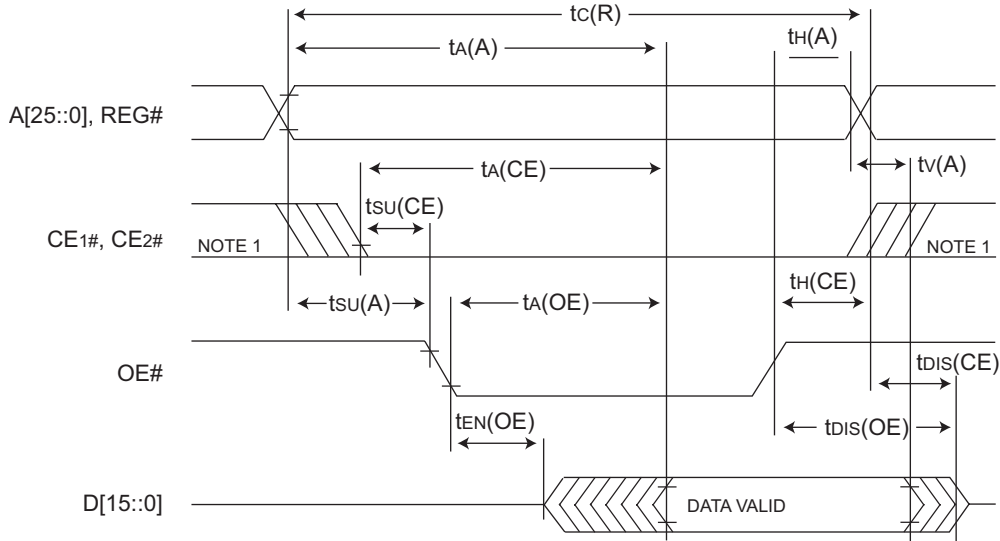 tC(R)
tA(A)
tH(A)
A[25::0], REG#
tA(CE)
tV(A)
tSU(CE)
CE1#, CE2#
NOTE 1
NOTE 1
tH(CE)
tSU(A)
tA(OE)
OE#
tDIS(CE)
tEN(OE)
tDIS(OE)
D[15::0]
DATA VALID